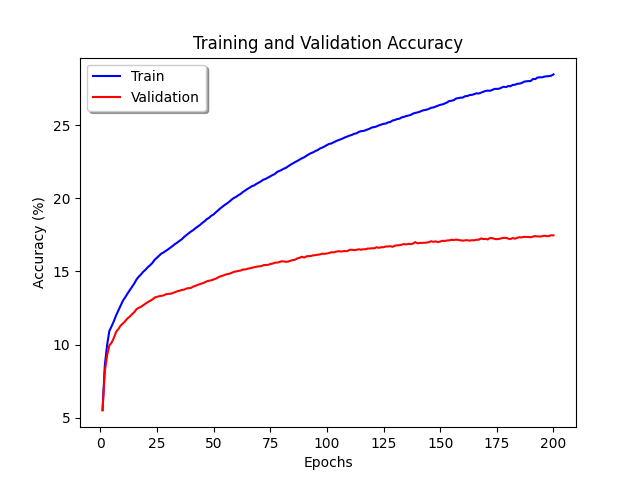 Training and Validation Accuracy
Train
Validation
Accuracy (%)
25
20
15
10
5
0 25 50 75 100 125 150 175 200
Epochs